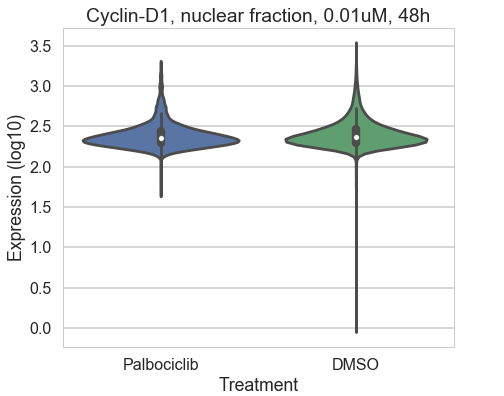 Cyclin-D1, nuclear fraction, 0.01uM, 48h
3.5
3.0
2.5
2.0
1.5
1.0
0.5
0.0
Expression (log10)
Palbociclib DMSO
Treatment